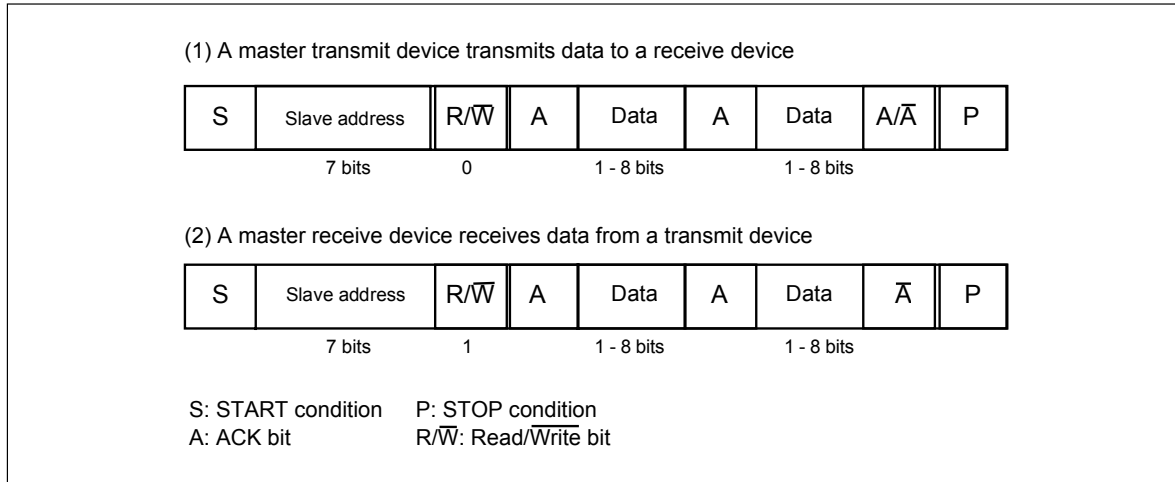 (1) A master transmit device transmits data to a receive device
S Slave address R/W̅ A Data A Data A/A̅ P
7 bits 0 1 - 8 bits 1 - 8 bits
(2) A master receive device receives data from a transmit device
S Slave address R/W̅ A Data A Data A̅ P
7 bits 1 1 - 8 bits 1 - 8 bits
S: START condition P: STOP condition
A: ACK bit R/W̅: Read/W̅r̅i̅t̅e̅ bit